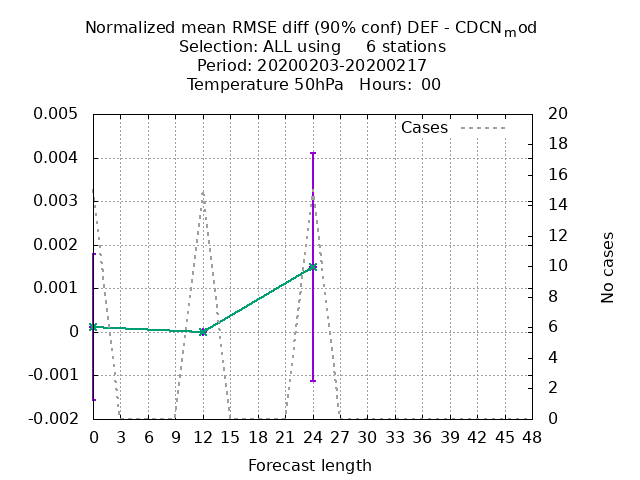 Normalized mean RMSE diff (90% conf) DEF - CDCNmod
Selection: ALL using 6 stations
Period: 20200203-20200217
Temperature 50hPa Hours: 00
Cases
0.005
0.004
0.003
0.002
0.001
0
-0.001
-0.002
20
18
16
14
12
10
8
6
4
2
0
No cases
0 3 6 9 12 15 18 21 24 27 30 33 36 39 42 45 48
Forecast length